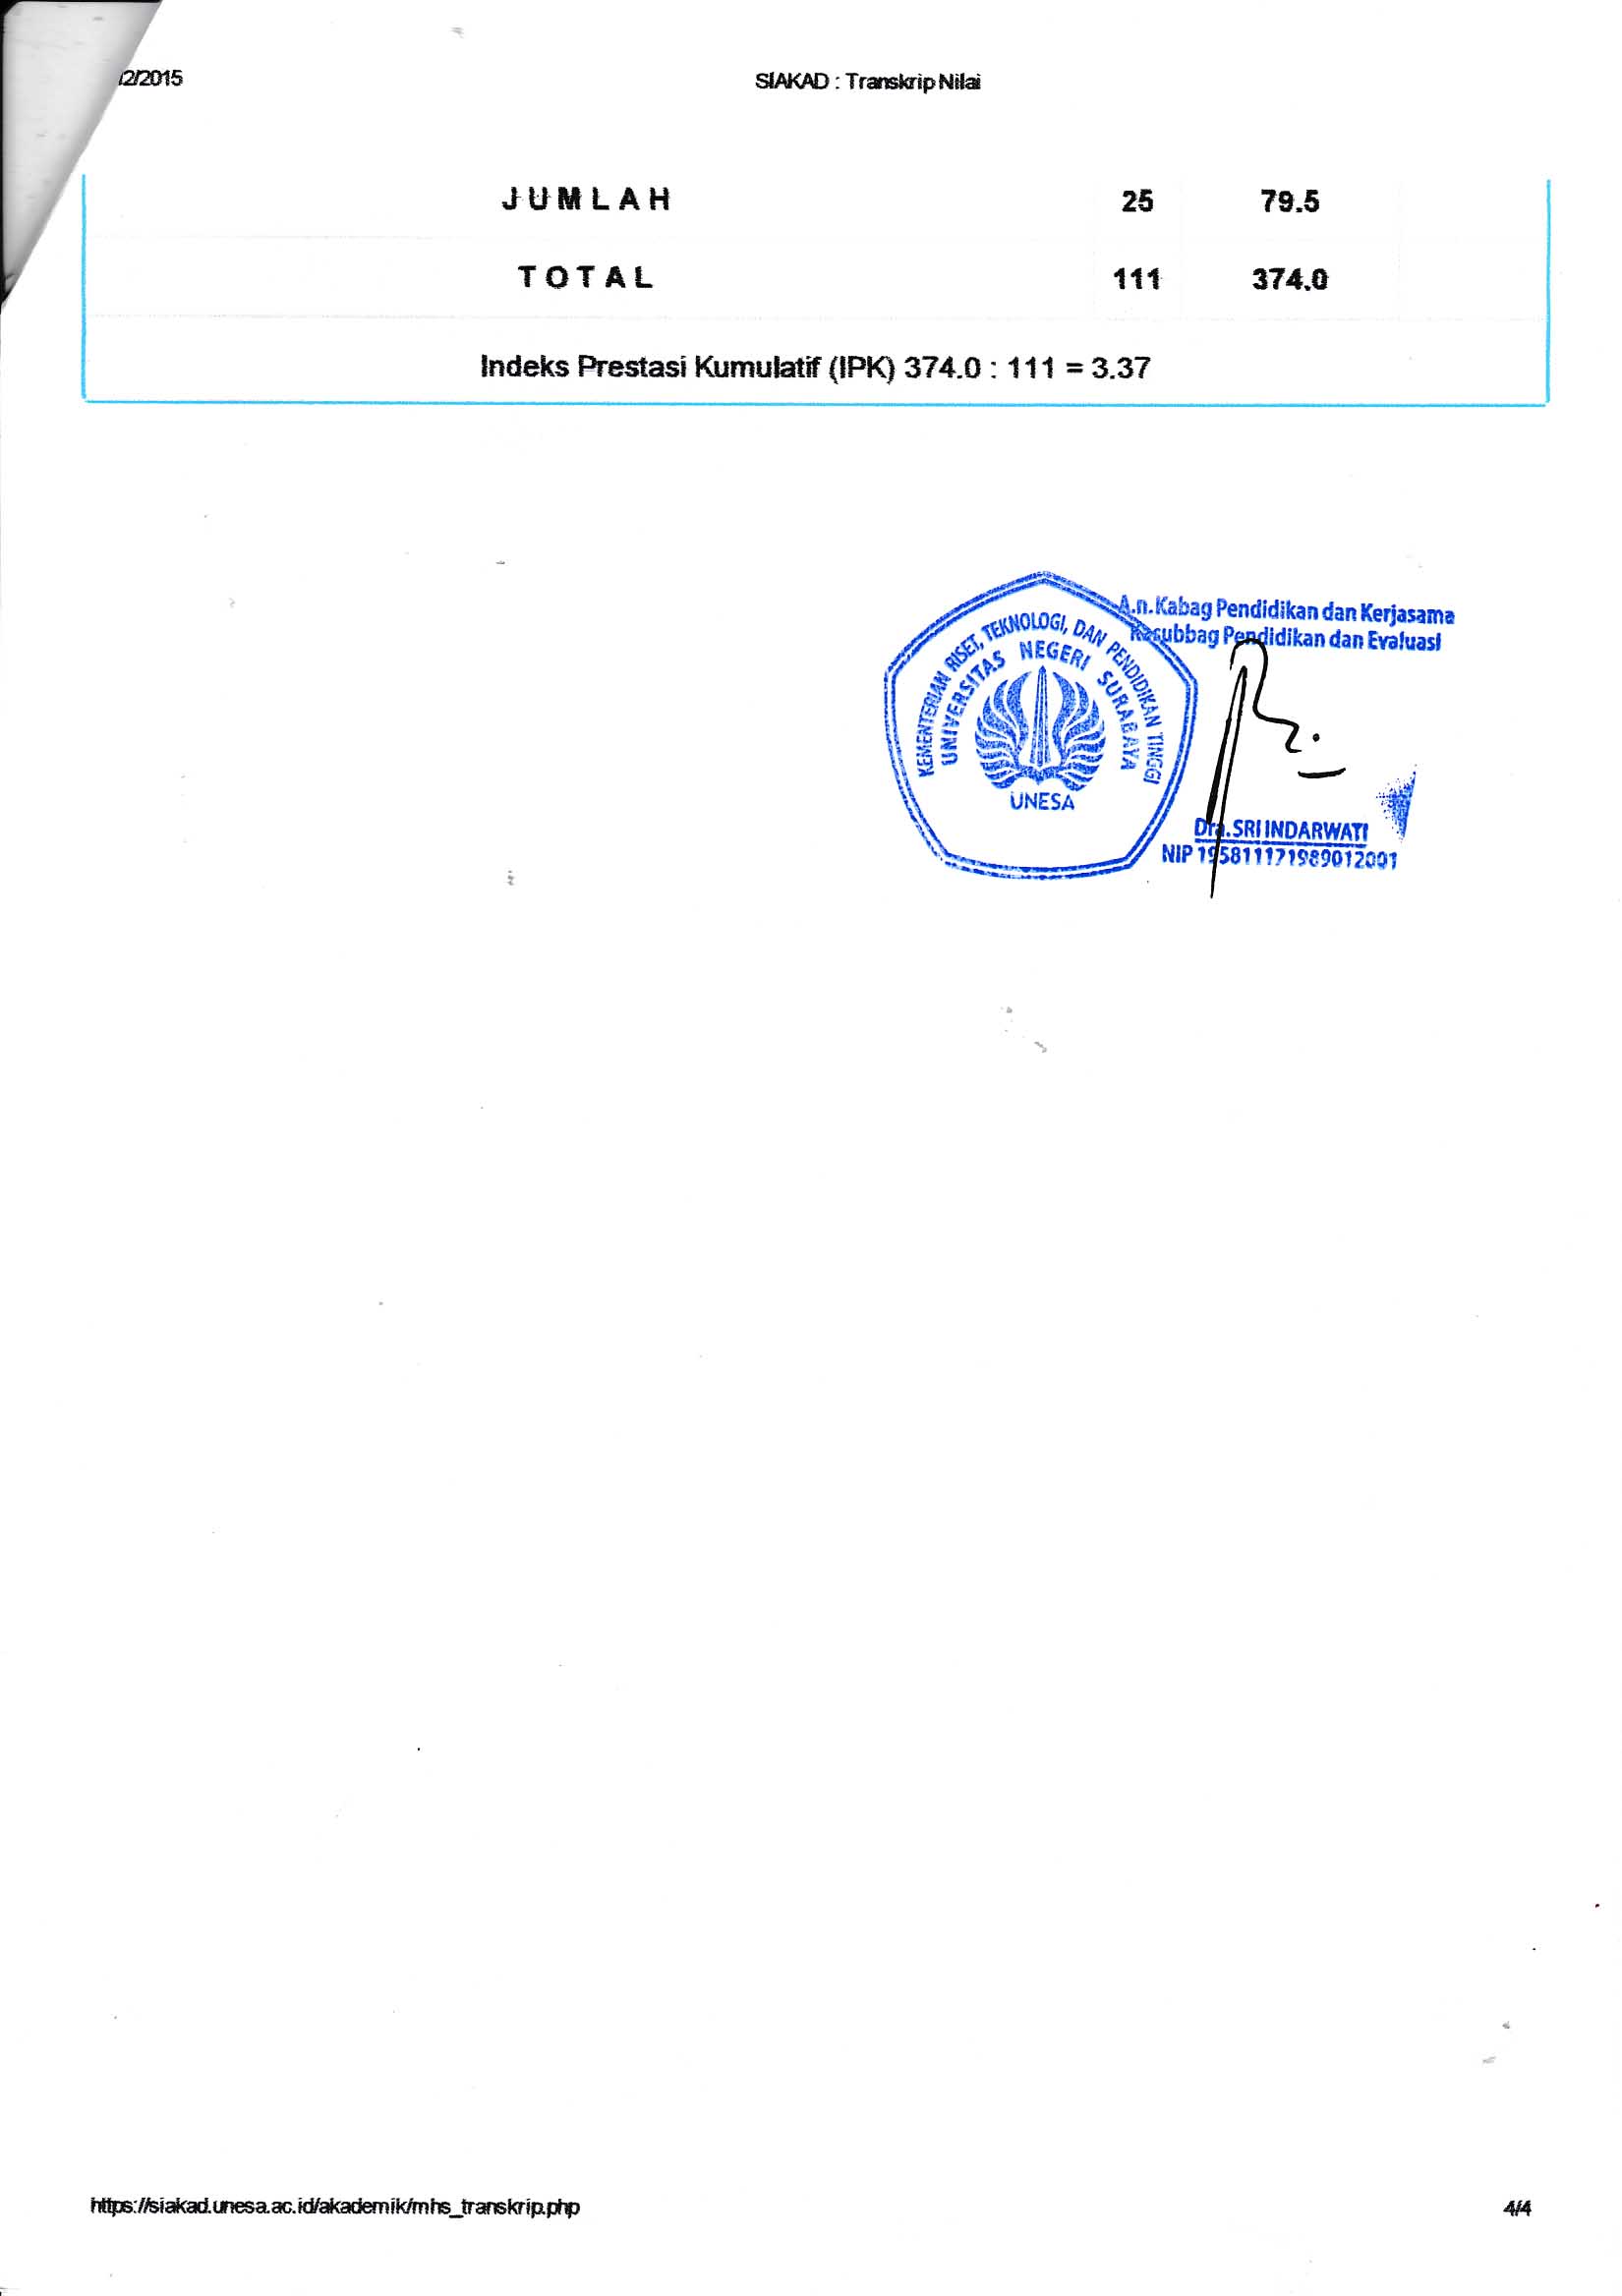 2/2015
SIAKAD : Transkrip Nilai
J U M L A H 25 79.5
T O T A L 111 374.0
Indeks Prestasi Kumulatif (IPK) 374.0 : 111 = 3.37
A.n. Kabag Pendidikan dan Kerjasama
Kasubbag Pendidikan dan Evaluasi
KEMENTERIAN RISET, TEKNOLOGI, DAN PENDIDIKAN TINGGI
UNIVERSITAS NEGERI SURABAYA
UNESA
Dra. SRI INDARWATI
NIP 195811171989012001
https://siakad.unesa.ac.id/akademik/mhs_transkrip.php
4/4